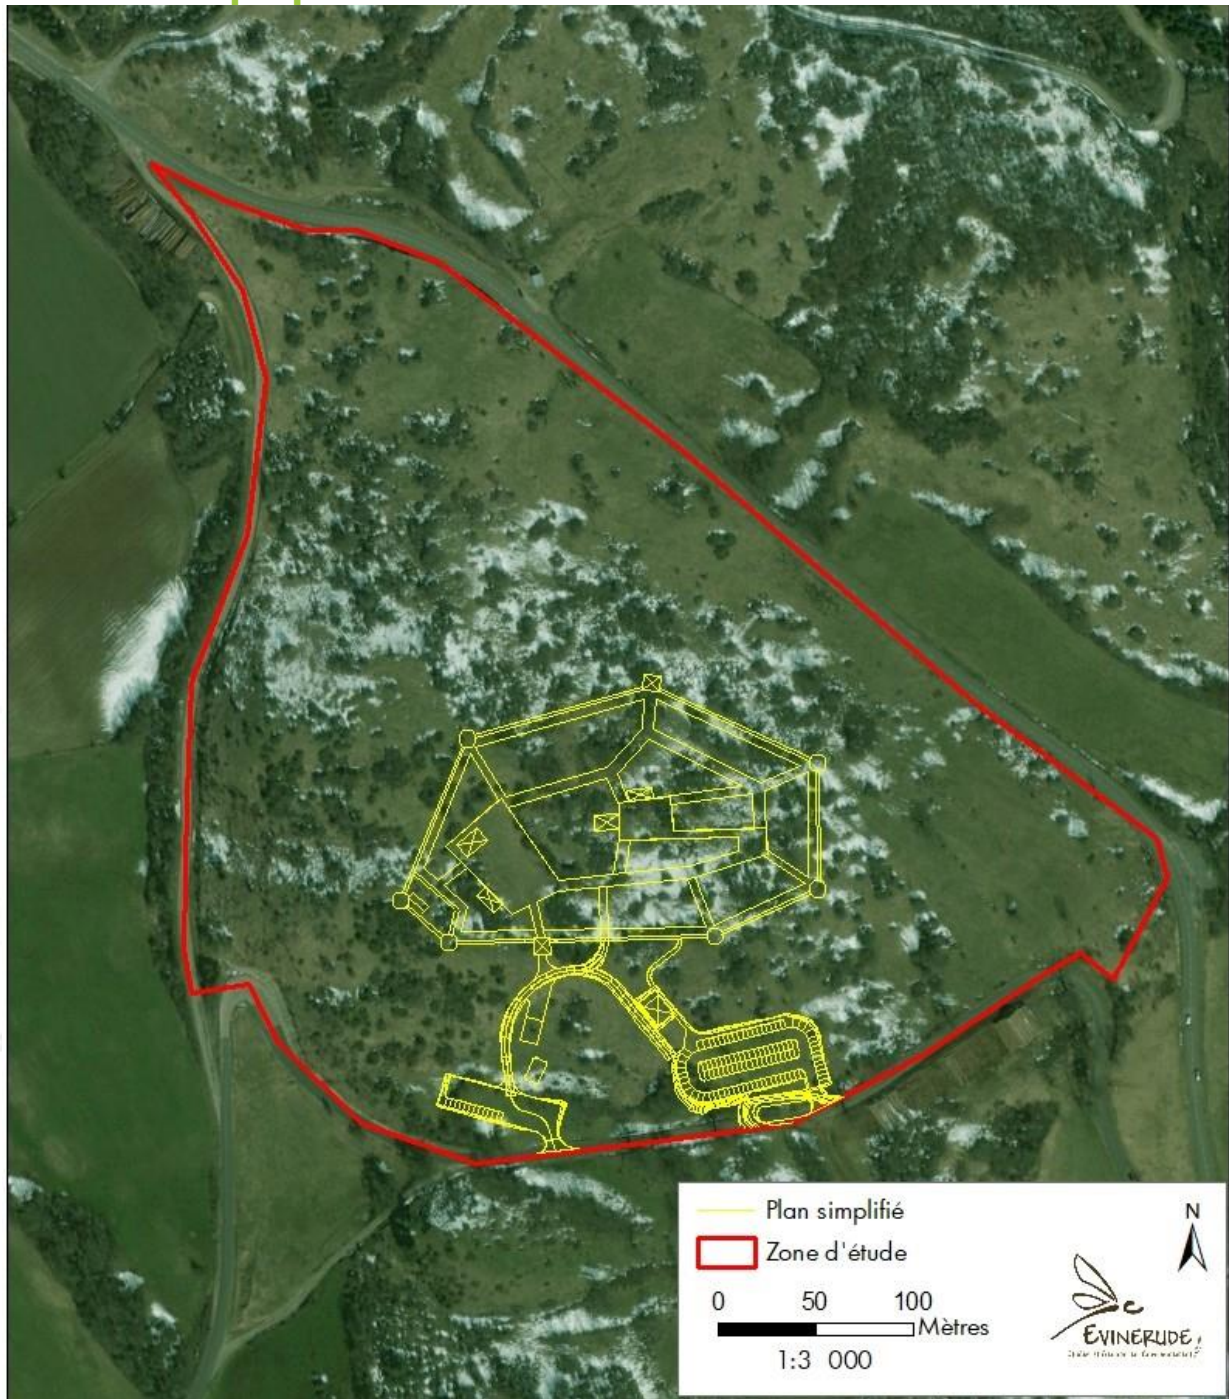 Plan simplifié
N
Zone d'étude
0 50 100
Mètres
1:3 000
EVINERUDE